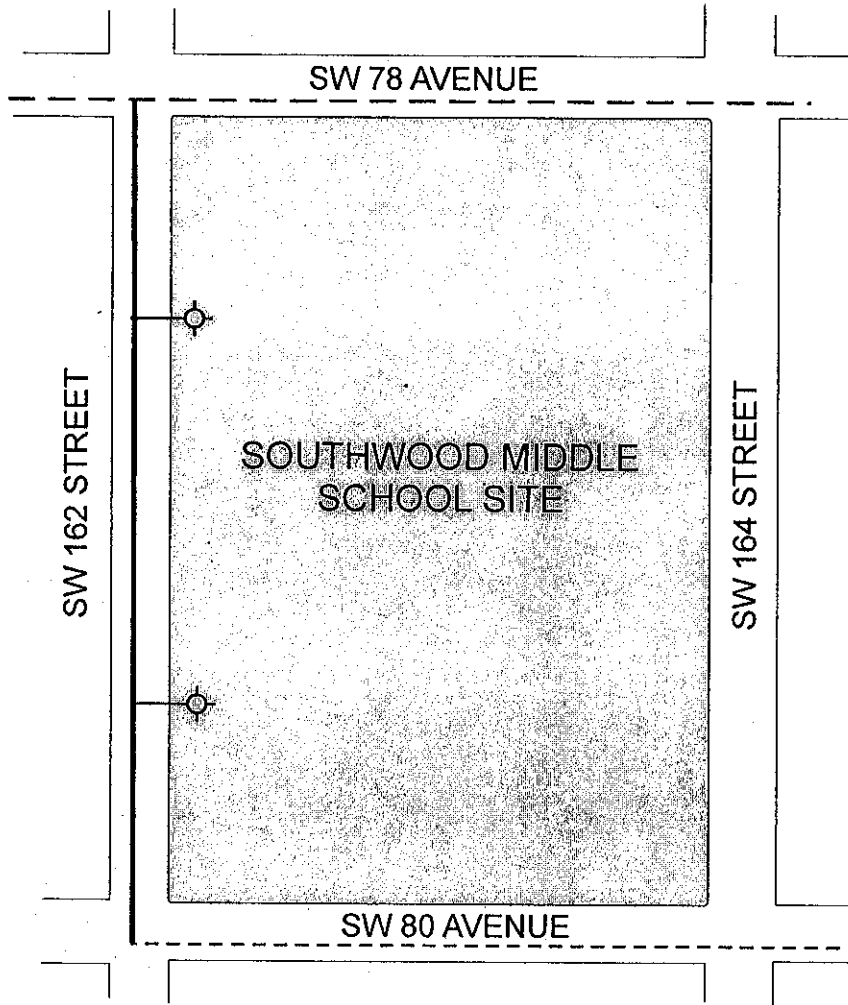 SW 78 AVENUE
SW 162 STREET
SOUTHWOOD MIDDLE
SCHOOL SITE
SW 164 STREET
SW 80 AVENUE